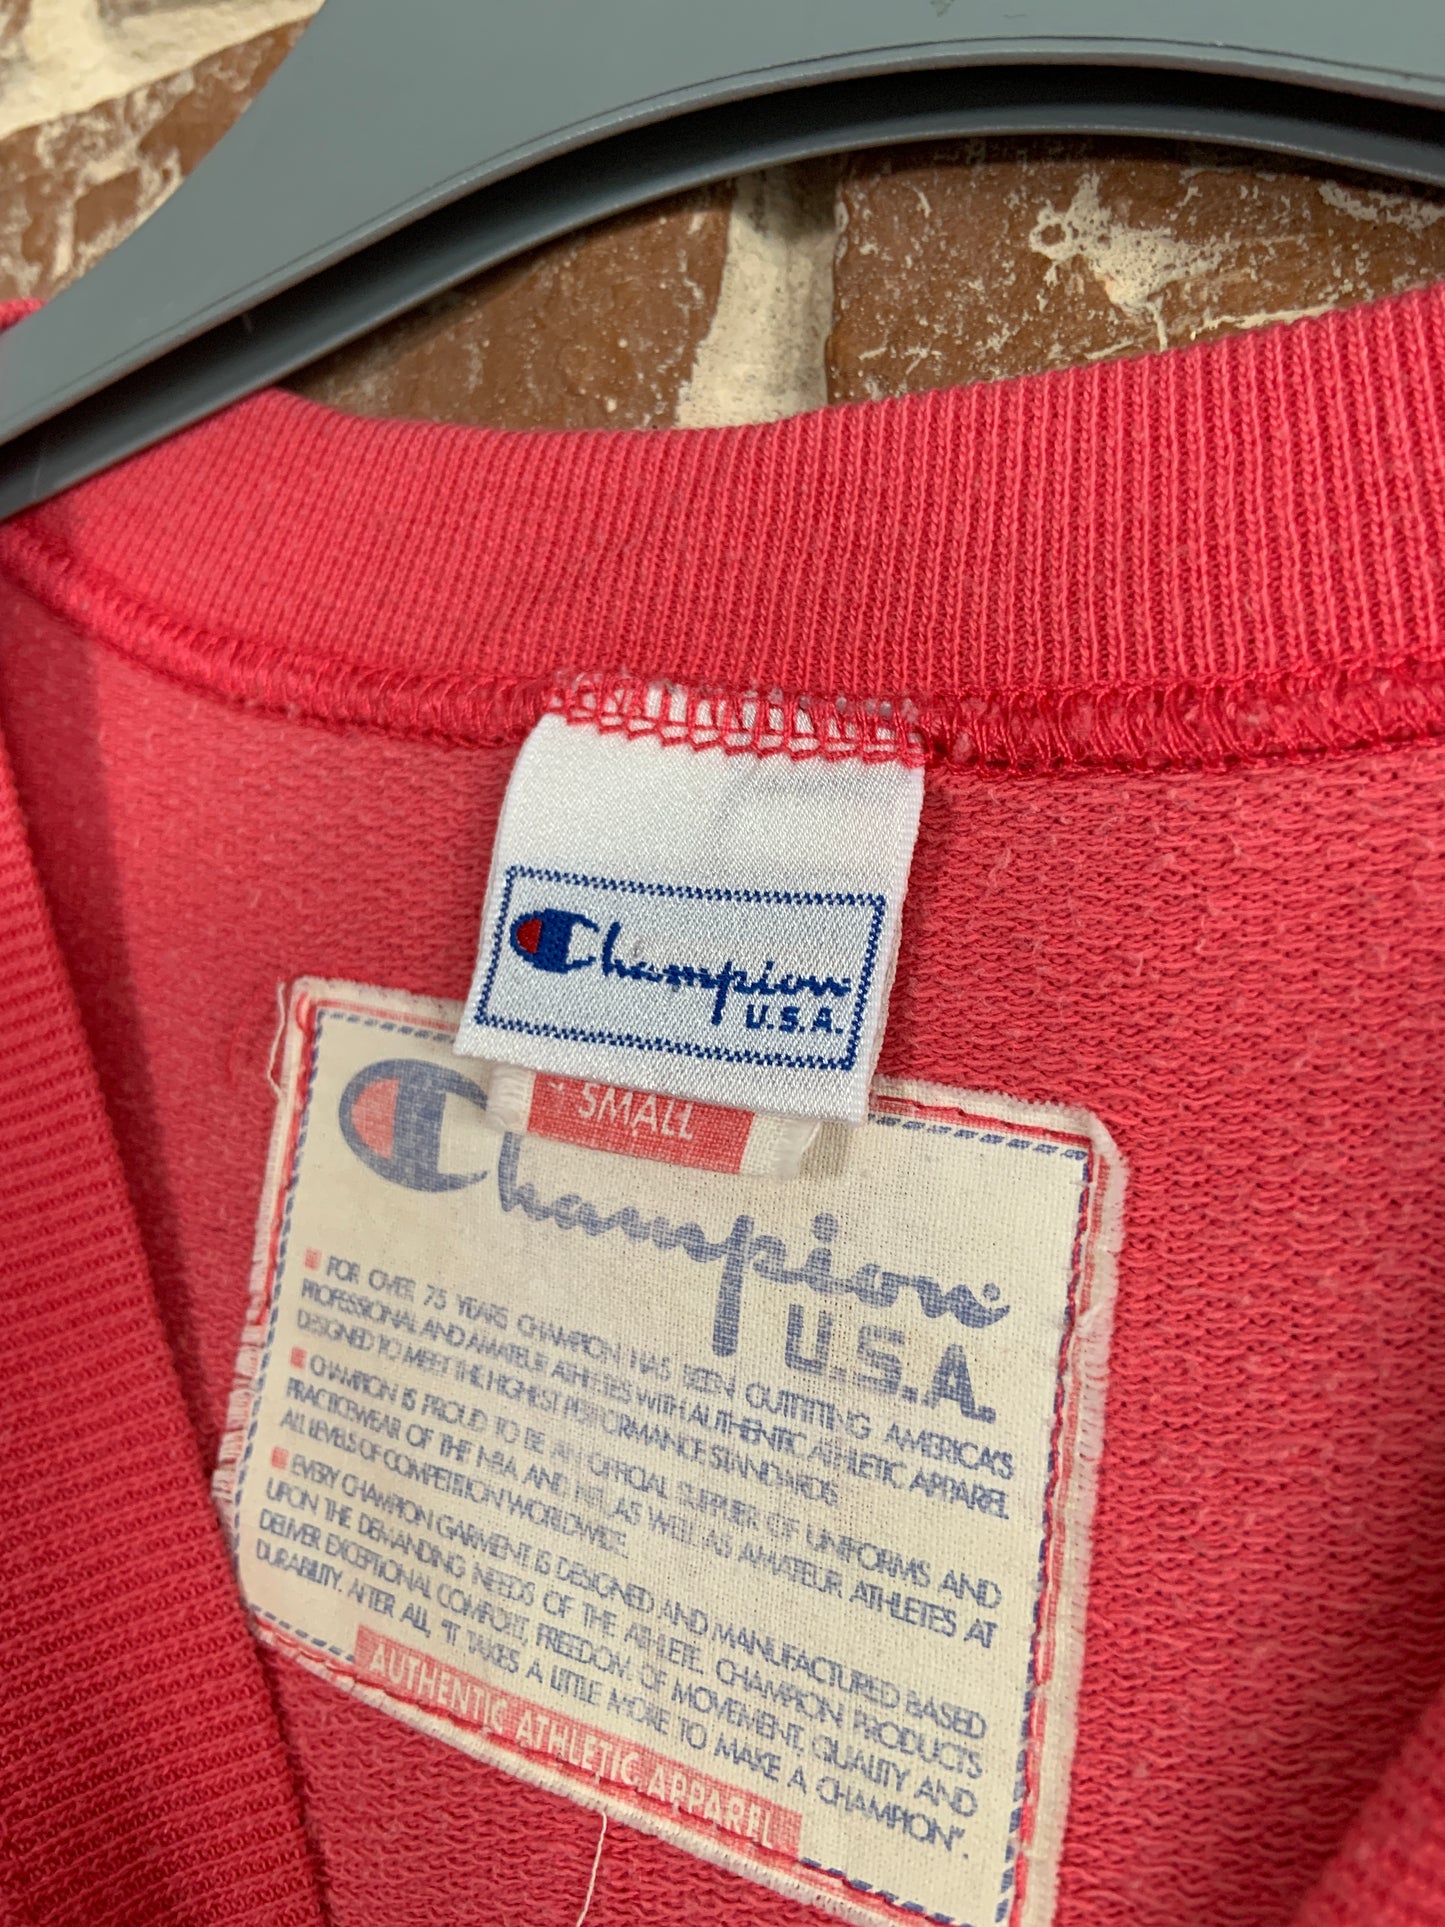 Champion
U.S.A.
SMALL
Champion
U.S.A.
FOR OVER 75 YEARS CHAMPION HAS BEEN OUTFITTING AMERICA'S
PROFESSIONAL AND AMATEUR ATHLETES WITH AUTHENTIC ATHLETIC APPAREL
DESIGNED TO MEET THE HIGHEST PERFORMANCE STANDARDS.
CHAMPION IS PROUD TO BE AN OFFICIAL SUPPLIER OF UNIFORMS AND
PRACTICEWEAR OF THE NBA AND NFL, AS WELL AS AMATEUR ATHLETES AT
ALL LEVELS OF COMPETITION WORLDWIDE.
EVERY CHAMPION GARMENT IS DESIGNED AND MANUFACTURED BASED
UPON THE DEMANDING NEEDS OF THE ATHLETE. CHAMPION PRODUCTS
DELIVER EXCEPTIONAL COMFORT, FREEDOM OF MOVEMENT, QUALITY AND
DURABILITY. AFTER ALL, "IT TAKES A LITTLE MORE TO MAKE A CHAMPION".
AUTHENTIC ATHLETIC APPAREL